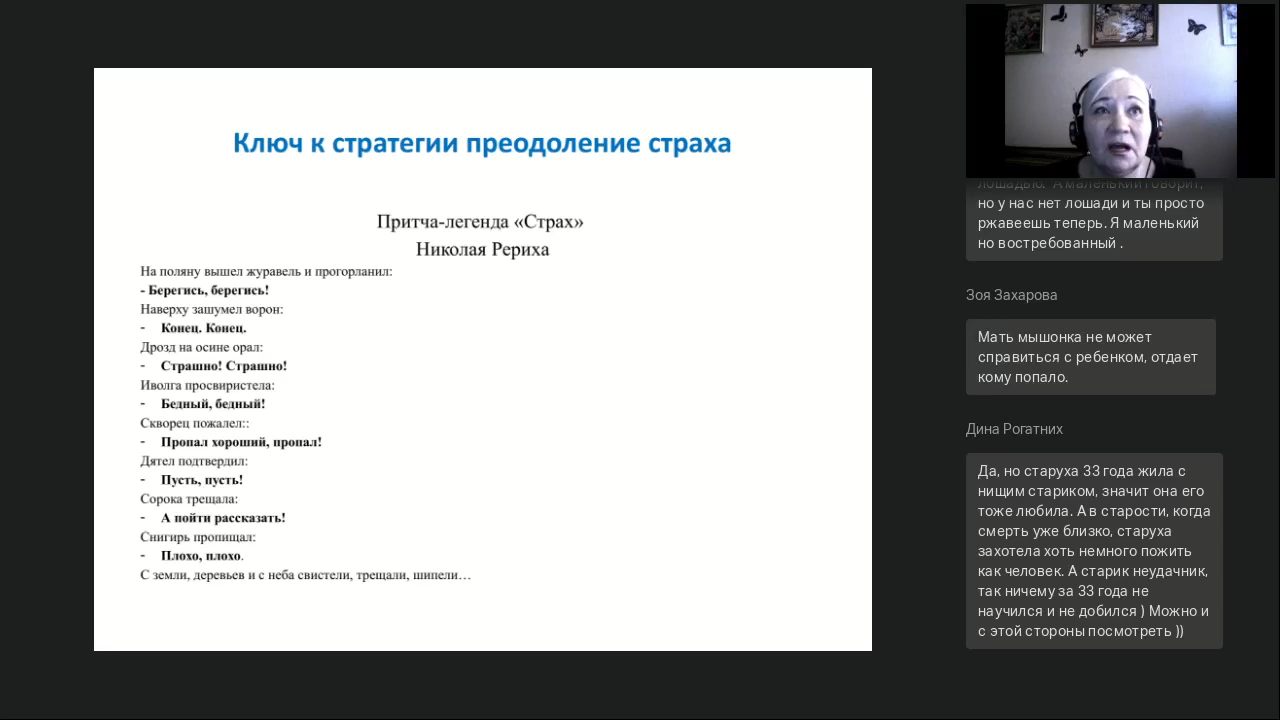 Ключ к стратегии преодоление страха
Притча-легенда «Страх»
Николая Рериха
На поляну вышел журавель и прогорланил:
- Берегись, берегись!
Наверху зашумел ворон:
- Конец. Конец.
Дрозд на осине орал:
- Страшно! Страшно!
Иволга просвиристела:
- Бедный, бедный!
Скворец пожалел::
- Пропал хороший, пропал!
Дятел подтвердил:
- Пусть, пусть!
Сорока трещала:
- А пойти рассказать!
Снигирь пропищал:
- Плохо, плохо.
С земли, деревьев и с неба свистели, трещали, шипели…
лошадью. А маленький говорит,
но у нас нет лошади и ты просто
ржавеешь теперь. Я маленький
но востребованный .
Зоя Захарова
Мать мышонка не может
справиться с ребенком, отдает
кому попало.
Дина Рогатних
Да, но старуха 33 года жила с
нищим стариком, значит она его
тоже любила. А в старости, когда
смерть уже близко, старуха
захотела хоть немного пожить
как человек. А старик неудачник,
так ничему за 33 года не
научился и не добился ) Можно и
с этой стороны посмотреть ))